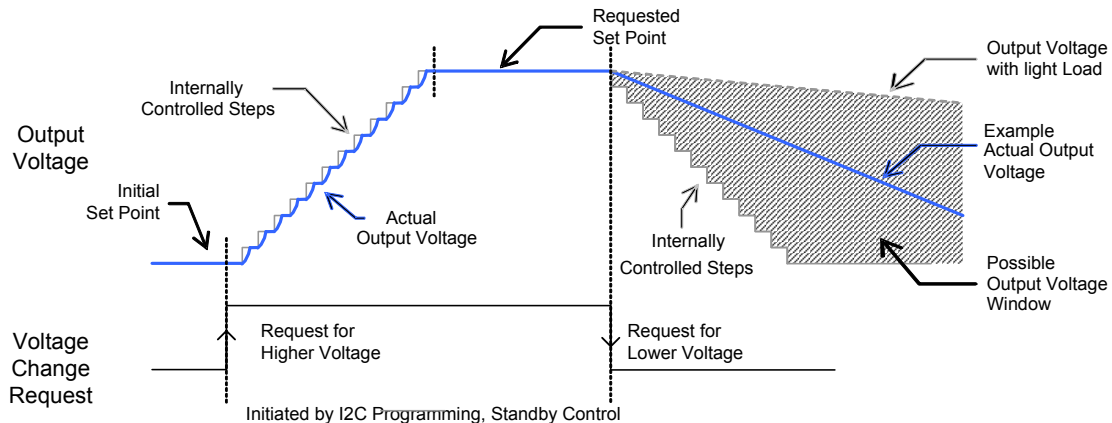 Requested
Set Point
Output Voltage
with light Load
Internally
Controlled Steps
Output
Voltage
Example
Actual Output
Voltage
Initial
Set Point
Actual
Output Voltage
Internally
Controlled Steps
Possible
Output Voltage
Window
Voltage
Change
Request
Request for
Higher Voltage
Request for
Lower Voltage
Initiated by I2C Programming, Standby Control